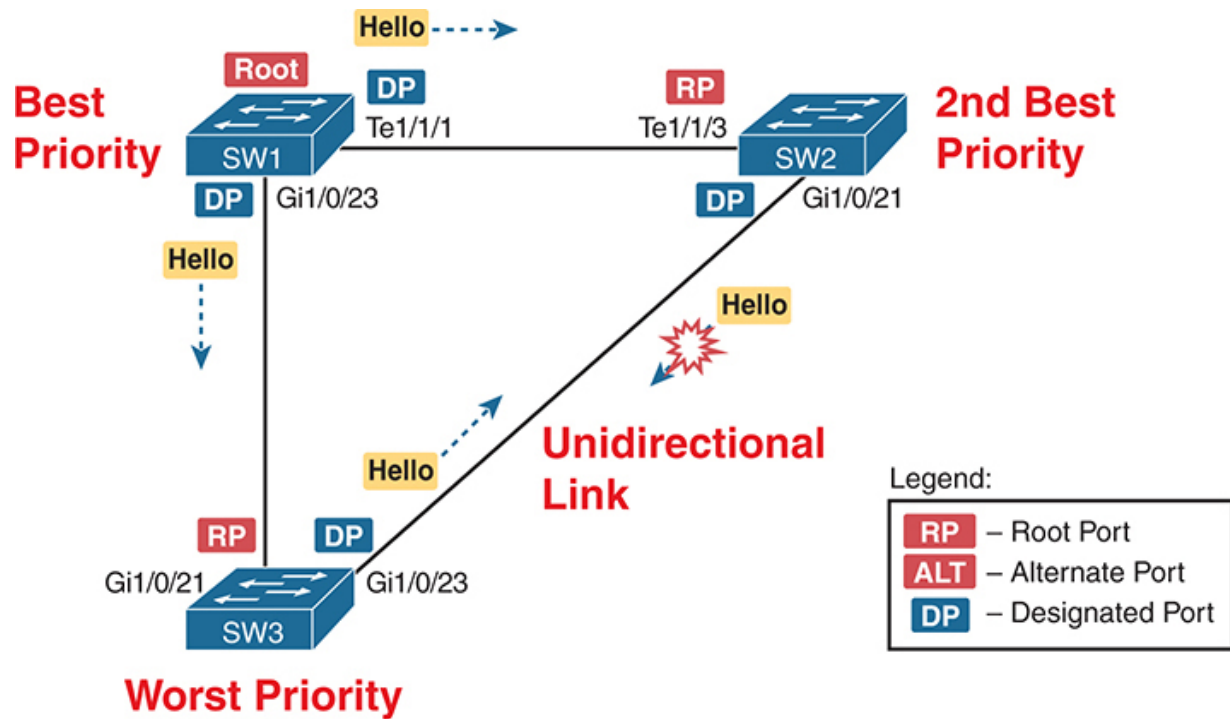 Hello
Root
Best
Priority
DP
Te1/1/1
SW1
RP
Te1/1/3
SW2
2nd Best
Priority
DP
Gi1/0/23
DP
Gi1/0/21
Hello
Hello
Unidirectional
Link
Hello
RP
DP
Gi1/0/21
Gi1/0/23
SW3
Worst Priority
Legend:
RP – Root Port
ALT – Alternate Port
DP – Designated Port